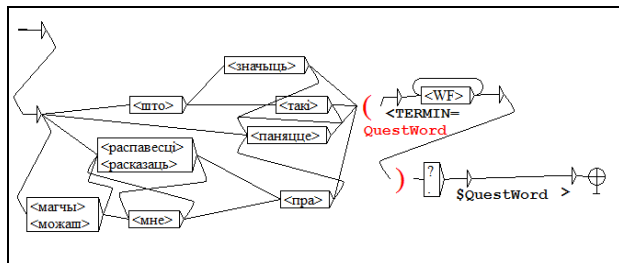 <значыць>
<што>
<такі>
<паняцце>
<распавесці>
<расказаць>
<магчы>
<можаш>
<мне>
<пра>
(
<WF>
<TERMIN=
QuestWord
)
?
.
$QuestWord >